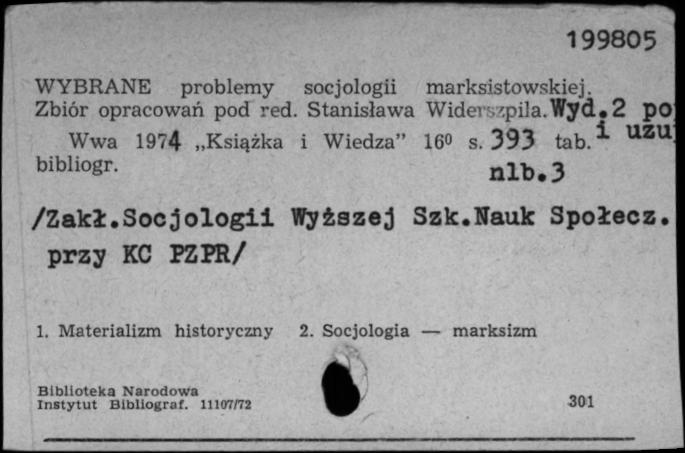 199805
WYBRANE problemy socjologii marksistowskiej.
Zbiór opracowań pod red. Stanisława Widerszpila. Wyd.2 po
Wwa 1974 „Książka i Wiedza” 16⁰ s. 393 tab. i uzu
bibliogr. nlb.3
/Zakł.Socjologii Wyższej Szk.Nauk Społecz.
przy KC PZPR/
1. Materializm historyczny 2. Socjologia — marksizm
Biblioteka Narodowa
Instytut Bibliograf. 11107/72 301